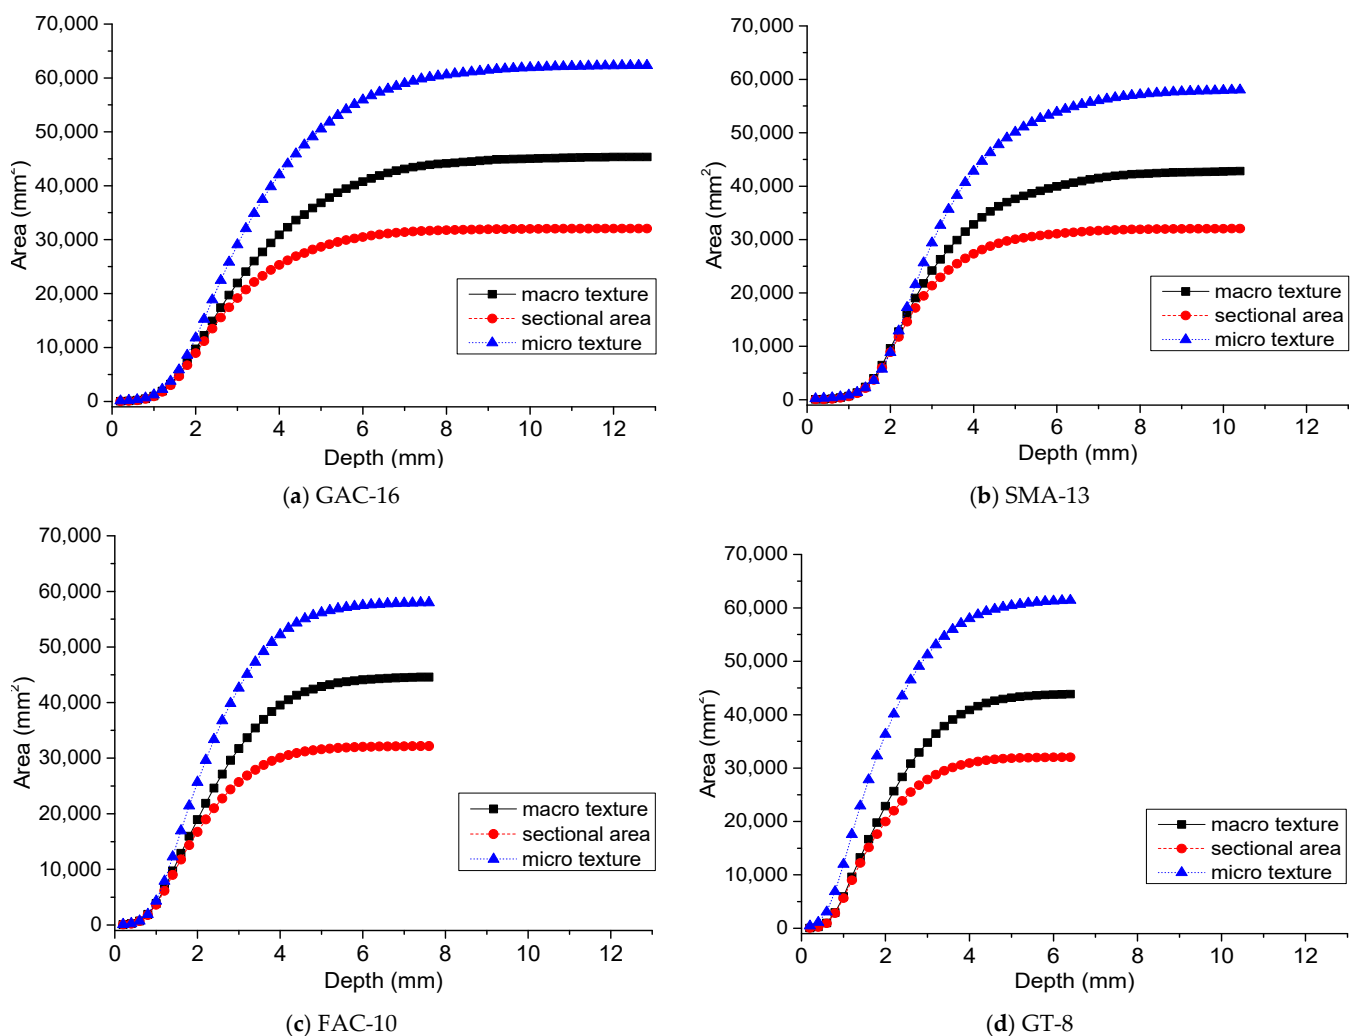 70,000
60,000
50,000
40,000
30,000
20,000
10,000
0
Area (mm²)
macro texture
sectional area
micro texture
0 2 4 6 8 10 12
Depth (mm)
(a) GAC-16
70,000
60,000
50,000
40,000
30,000
20,000
10,000
0
Area (mm²)
macro texture
sectional area
micro texture
0 2 4 6 8 10 12
Depth (mm)
(b) SMA-13
70,000
60,000
50,000
40,000
30,000
20,000
10,000
0
Area (mm²)
macro texture
sectional area
micro texture
0 2 4 6 8 10 12
Depth (mm)
(c) FAC-10
70,000
60,000
50,000
40,000
30,000
20,000
10,000
0
Area (mm²)
macro texture
sectional area
micro texture
0 2 4 6 8 10 12
Depth (mm)
(d) GT-8